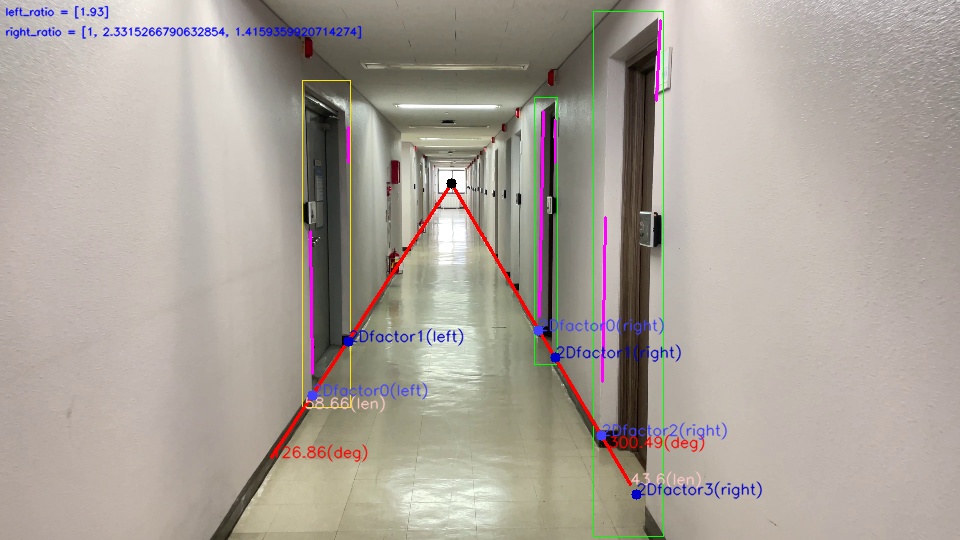 left_ratio = [1.93]
right_ratio = [1, 2.3315266790632854, 1.4159359920714274]
2Dfactor0(right)
2Dfactor1(left)
2Dfactor1(right)
2Dfactor0(left)
58.66(len)
2Dfactor2(right)
300.49(deg)
126.86(deg)
43.6(len)
2Dfactor3(right)